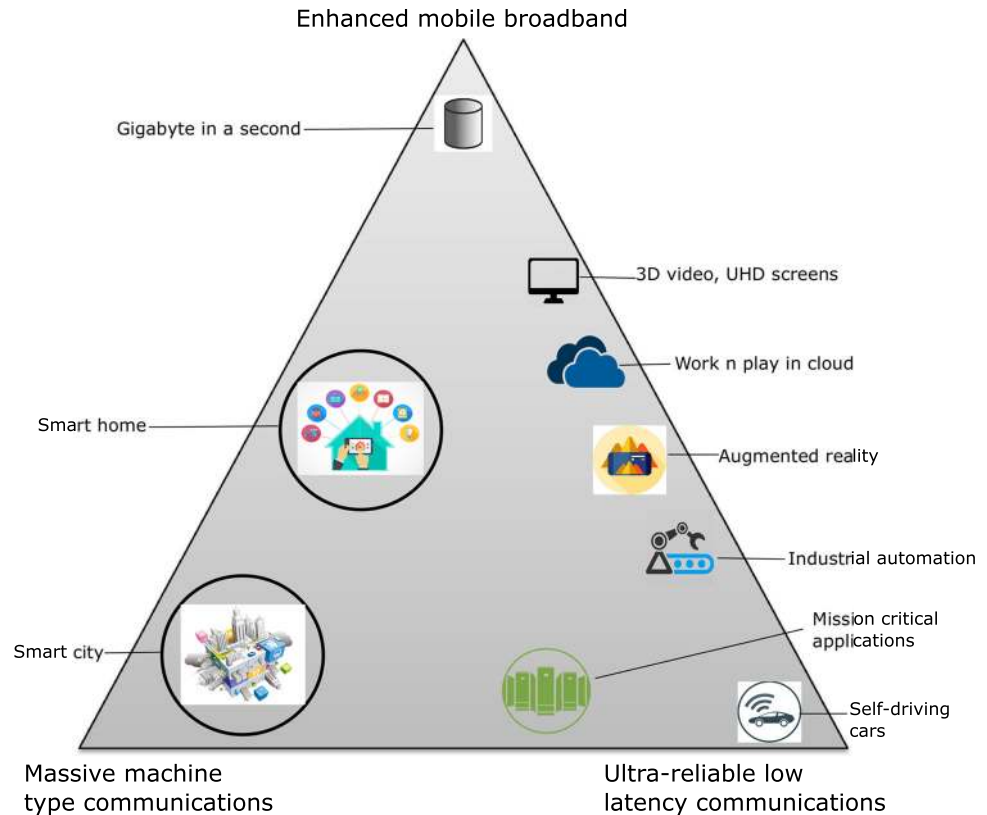 Enhanced mobile broadband
Gigabyte in a second
3D video, UHD screens
Work n play in cloud
Smart home
Augmented reality
Industrial automation
Mission critical
applications
Smart city
Self-driving
cars
Massive machine
type communications
Ultra-reliable low
latency communications